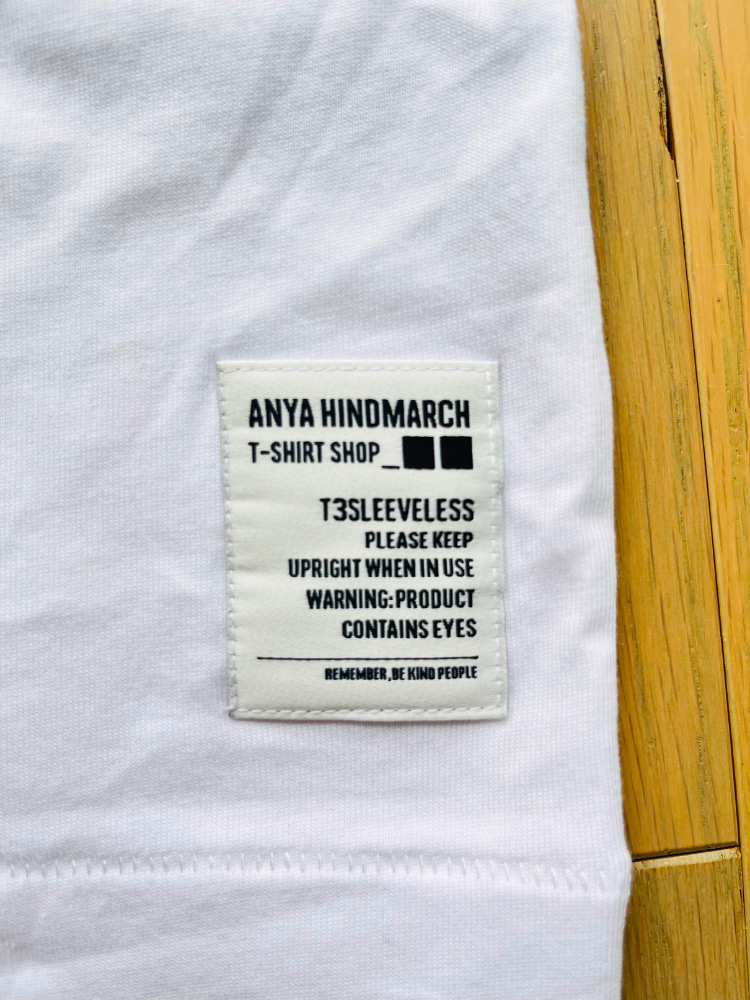 ANYA HINDMARCH
T-SHIRT SHOP_
T3SLEEVELESS
PLEASE KEEP
UPRIGHT WHEN IN USE
WARNING:PRODUCT
CONTAINS EYES
REMEMBER,BE KIND PEOPLE